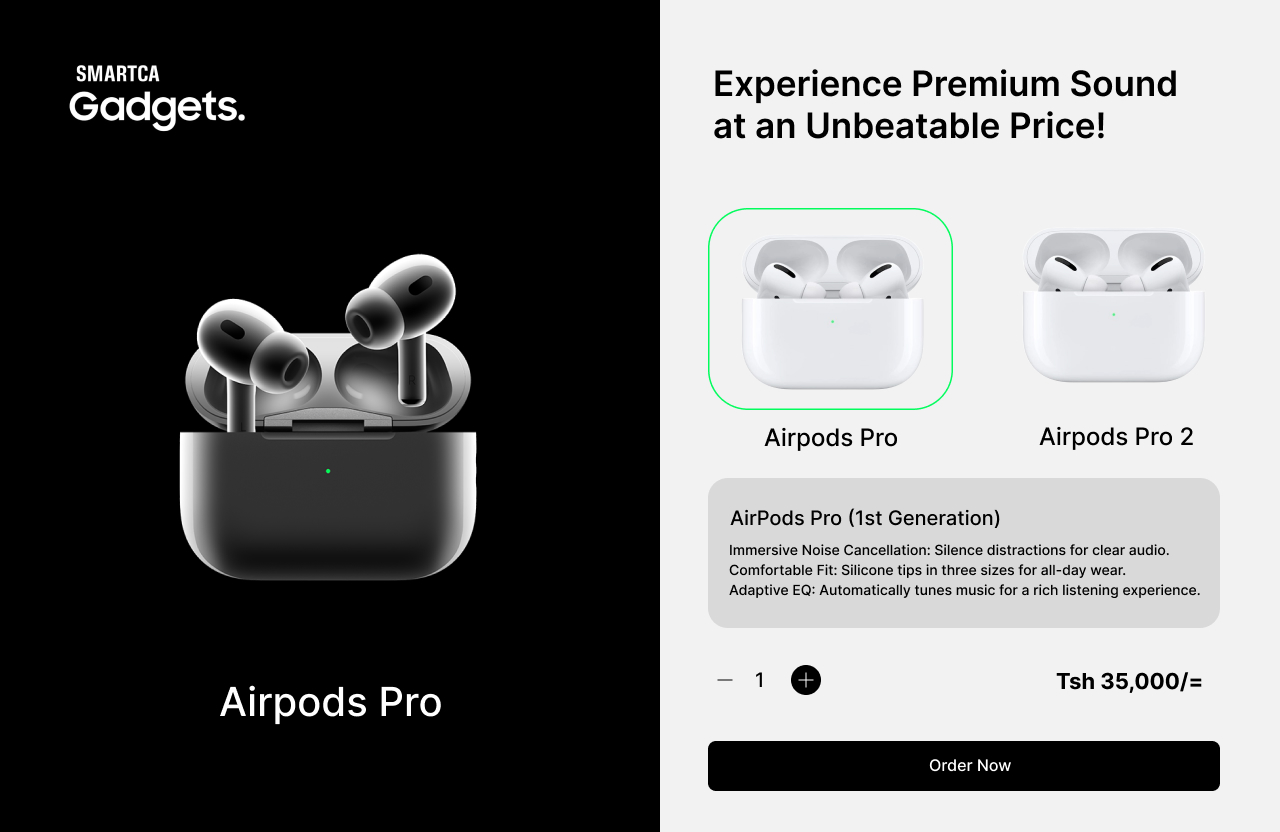 SMARTCA
Gadgets.
Airpods Pro
Experience Premium Sound
at an Unbeatable Price!
Airpods Pro
Airpods Pro 2
AirPods Pro (1st Generation)
Immersive Noise Cancellation: Silence distractions for clear audio.
Comfortable Fit: Silicone tips in three sizes for all-day wear.
Adaptive EQ: Automatically tunes music for a rich listening experience.
1
Tsh 35,000/=
Order Now